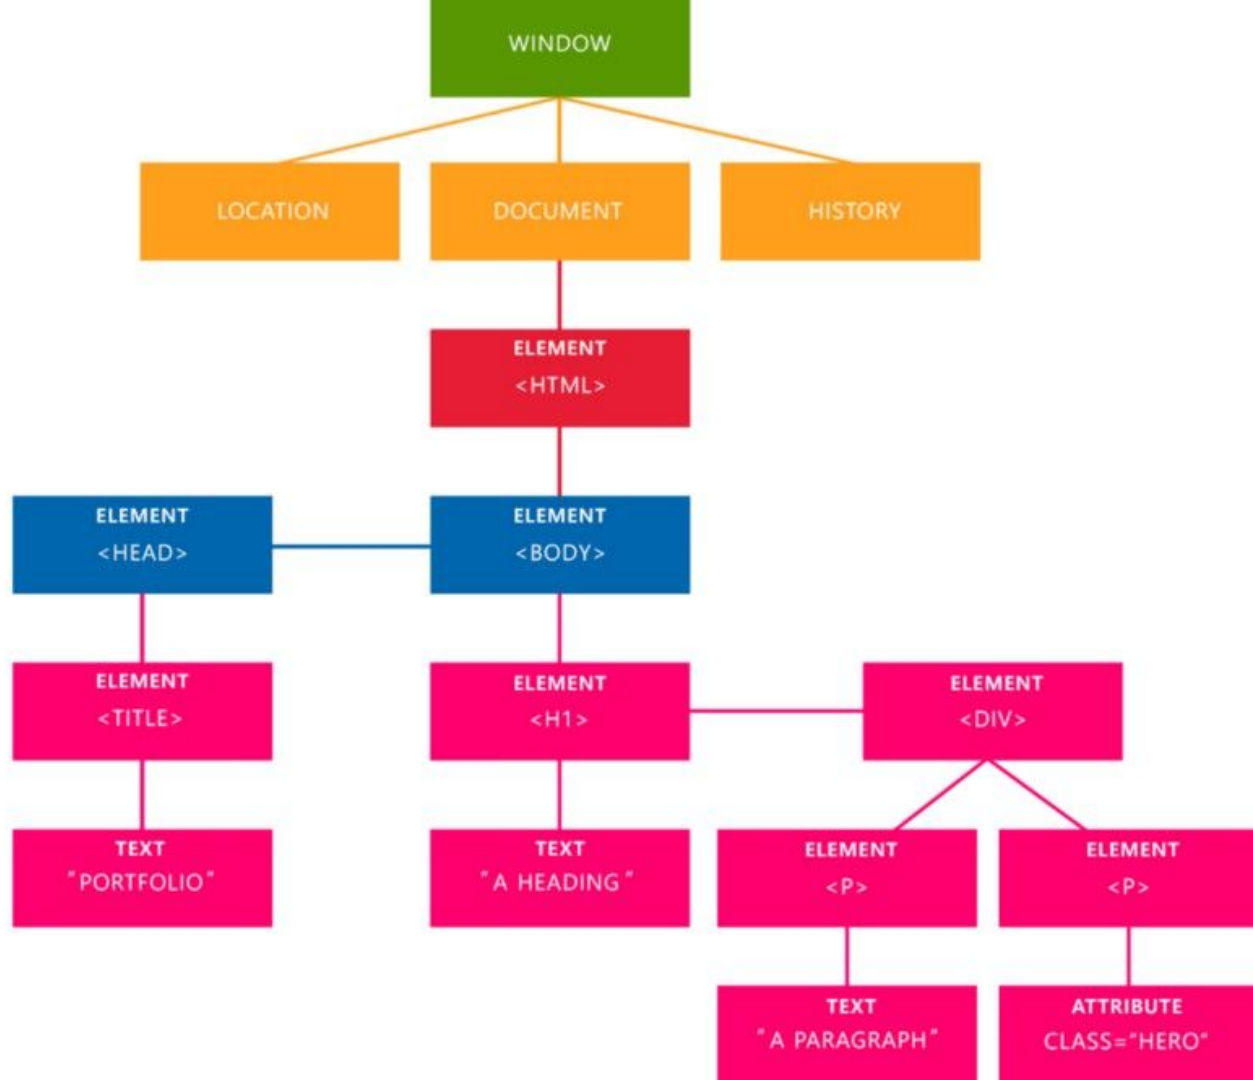 WINDOW
LOCATION
DOCUMENT
HISTORY
ELEMENT
<HTML>
ELEMENT
<HEAD>
ELEMENT
<BODY>
ELEMENT
<TITLE>
ELEMENT
<H1>
ELEMENT
<DIV>
TEXT
"PORTFOLIO"
TEXT
"A HEADING"
ELEMENT
<P>
ELEMENT
<P>
TEXT
"A PARAGRAPH"
ATTRIBUTE
CLASS="HERO"